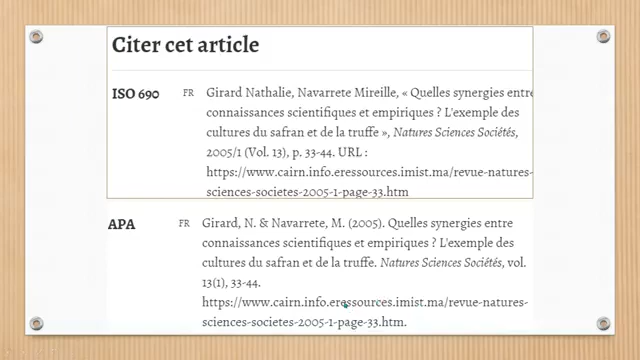 Citer cet article
ISO 690 FR Girard Nathalie, Navarrete Mireille, « Quelles synergies entre
connaissances scientifiques et empiriques ? L'exemple des
cultures du safran et de la truffe », Natures Sciences Sociétés,
2005/1 (Vol. 13), p. 33-44. URL :
https://www.cairn.info.eressources.imist.ma/revue-natures-
sciences-societes-2005-1-page-33.htm
APA FR Girard, N. & Navarrete, M. (2005). Quelles synergies entre
connaissances scientifiques et empiriques ? L'exemple des
cultures du safran et de la truffe. Natures Sciences Sociétés, vol.
13(1), 33-44.
https://www.cairn.info.eressources.imist.ma/revue-natures-
sciences-societes-2005-1-page-33.htm.